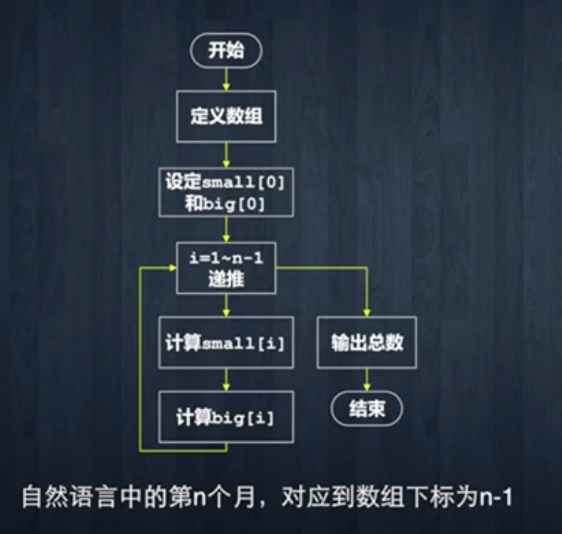 开始
定义数组
设定small[0]
和big[0]
i=1~n-1
递推
计算small[i]
输出总数
计算big[i]
结束
自然语言中的第n个月，对应到数组下标为n-1